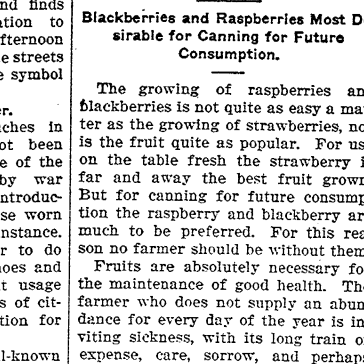 nd finds
ation to
fternoon
e streets
e symbol
r.
ches in
ot been
e of the
by war
ntroduc-
se worn
nstance.
r to do
oes and
t usage
s of cit-
tion for
l-known
Blackberries and Raspberries Most D
sirable for Canning for Future
Consumption.
The growing of raspberries an
blackberries is not quite as easy a ma
ter as the growing of strawberries, no
is the fruit quite as popular. For us
on the table fresh the strawberry i
far and away the best fruit grown
But for canning for future consump
tion the raspberry and blackberry ar
much to be preferred. For this rea
son no farmer should be without them
Fruits are absolutely necessary fo
the maintenance of good health. Th
farmer who does not supply an abun
dance for every day of the year is in
viting sickness, with its long train o
expense, care, sorrow, and perhaps